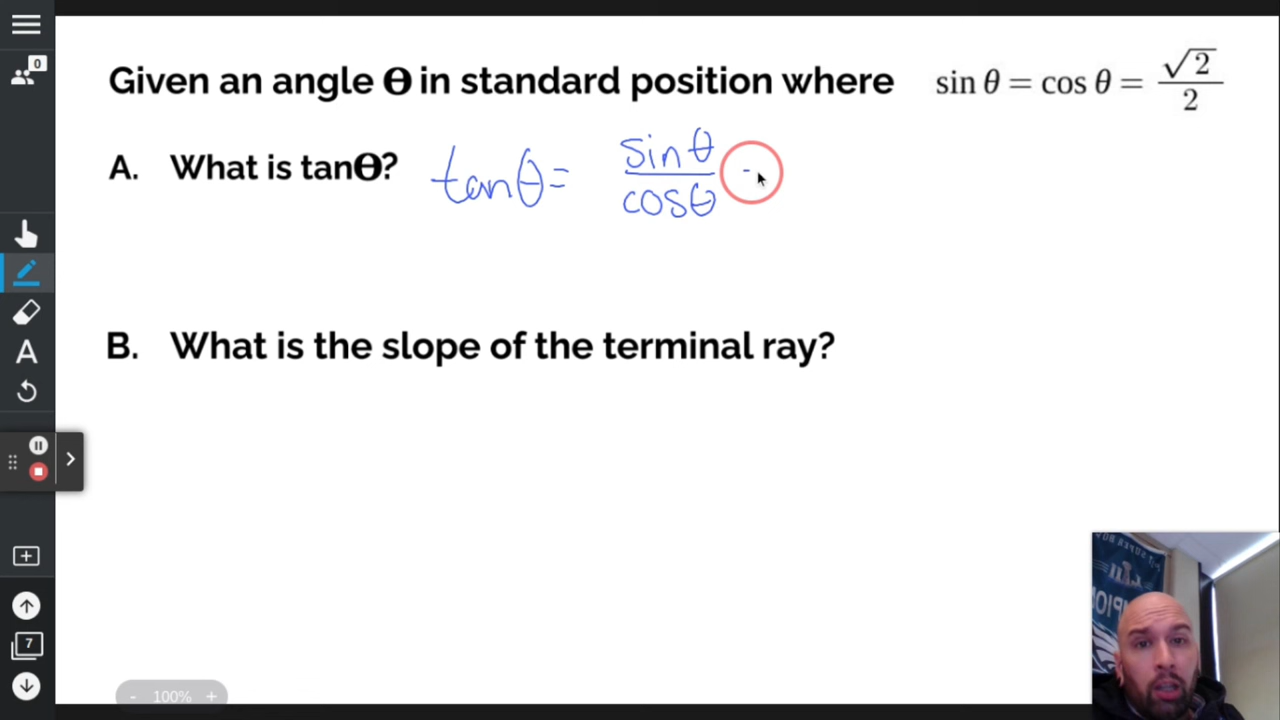 0
Given an angle θ in standard position where sin θ = cos θ = √2/2
A. What is tanθ? tanθ = sinθ/cosθ -
B. What is the slope of the terminal ray?
A
7
- 100% +